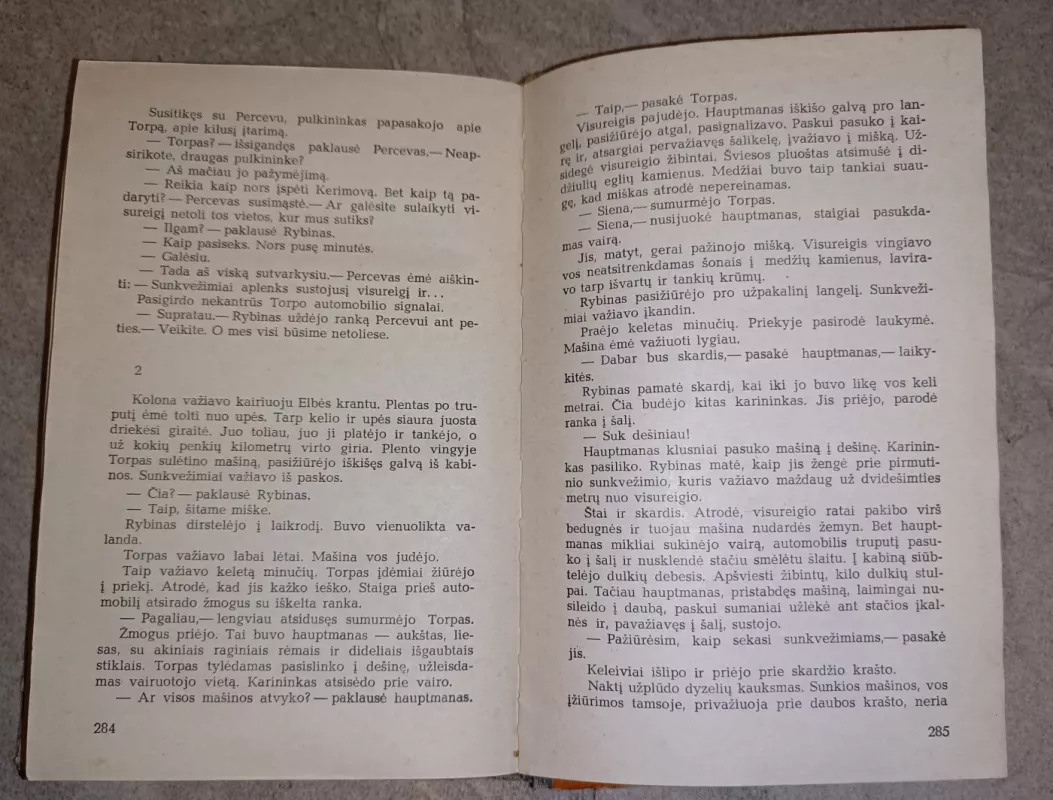 Susitikęs su Percevu, pulkininkas papasakojo apie
Torpą, apie kilusį įtarimą.
— Torpas? — išsigandęs paklausė Percevas.— Neap-
sirikote, draugas pulkininke?
— Aš mačiau jo pažymėjimą.
— Reikia kaip nors įspėti Kerimovą. Bet kaip tą pa-
daryti? — Percevas susimąstė.— Ar galėsite sulaikyti vi-
sureigį netoli tos vietos, kur mus sutiks?
— Ilgam? — paklausė Rybinas.
— Kaip pasiseks. Nors pusę minutės.
— Galėsiu.
— Tada aš viską sutvarkysiu.— Percevas ėmė aiškin-
ti: — Sunkvežimiai aplenks sustojusį visureigį ir...
Pasigirdo nekantrūs Torpo automobilio signalai.
— Supratau.— Rybinas uždėjo ranką Percevui ant pe-
ties.— Veikite. O mes visi būsime netoliese.
2
Kolona važiavo kairiuoju Elbės krantu. Plentas po tru-
putį ėmė tolti nuo upės. Tarp kelio ir upės siaura juosta
driekėsi giraitė. Juo toliau, juo ji platėjo ir tankėjo, o
už kokių penkių kilometrų virto giria. Plento vingyje
Torpas sulėtino mašiną, pasižiūrėjo iškišęs galvą iš kabi-
nos. Sunkvežimiai važiavo iš paskos.
— Čia? — paklausė Rybinas.
— Taip, šitame miške.
Rybinas dirstelėjo į laikrodį. Buvo vienuolikta va-
landa.
Torpas važiavo labai lėtai. Mašina vos judėjo.
Taip važiavo keletą minučių. Torpas įdėmiai žiūrėjo
į priekį. Atrodė, kad jis kažko ieško. Staiga prieš auto-
mobilį atsirado žmogus su iškelta ranka.
— Pagaliau,— lengviau atsidusęs sumurmėjo Torpas.
Žmogus priėjo. Tai buvo hauptmanas — aukštas, lie-
sas, su akiniais raginiais rėmais ir dideliais išgaubtais
stiklais. Torpas tylėdamas pasislinko į dešinę, užleisda-
mas vairuotojo vietą. Karininkas atsisėdo prie vairo.
— Ar visos mašinos atvyko? — paklausė hauptmanas.
284
— Taip,— pasakė Torpas.
Visureigis pajudėjo. Hauptmanas iškišo galvą pro lan-
gelį, pasižiūrėjo atgal, pasignalizavo. Paskui pasuko į kai-
rę ir, atsargiai pervažiavęs šalikelę, įvažiavo į mišką. Už-
sidegė visureigio žibintai. Šviesos pluoštas atsimušė į di-
džiulių eglių kamienus. Medžiai buvo taip tankiai suau-
gę, kad miškas atrodė nepereinamas.
— Siena,— sumurmėjo Torpas.
— Siena,— nusijuokė hauptmanas, staigiai pasukda-
mas vairą.
Jis, matyt, gerai pažinojo mišką. Visureigis vingiavo
vos neatsitrenkdamas šonais į medžių kamienus, lavira-
vo tarp išvartų ir tankių krūmų.
Rybinas pasižiūrėjo pro užpakalinį langelį. Sunkveži-
miai važiavo įkandin.
Praėjo keletas minučių. Priekyje pasirodė laukymė.
Mašina ėmė važiuoti lygiau.
— Dabar bus skardis,— pasakė hauptmanas,— laiky-
kitės.
Rybinas pamatė skardį, kai iki jo buvo likę vos keli
metrai. Čia budėjo kitas karininkas. Jis priėjo, parodė
ranka į šalį.
— Suk dešiniau!
Hauptmanas klusniai pasuko mašiną į dešinę. Karinin-
kas pasiliko. Rybinas matė, kaip jis žengė prie pirmuti-
nio sunkvežimio, kuris važiavo maždaug už dvidešimties
metrų nuo visureigio.
Štai ir skardis. Atrodė, visureigio ratai pakibo virš
bedugnės ir tuojau mašina nudardės žemyn. Bet haupt-
manas mikliai sukinėjo vairą, automobilis truputį pasu-
ko į šalį ir nusklendė stačiu smėlėtu šlaitu. Į kabiną siūb-
telėjo dulkių debesis. Apšviesti žibintų, kilo dulkių stul-
pai. Tačiau hauptmanas, pristabdęs mašiną, laimingai nu-
sileido į daubą, paskui sumaniai užlėkė ant stačios įkal-
nės ir, pavažiavęs į šalį, sustojo.
— Pažiūrėsim, kaip sekasi sunkvežimiams,— pasakė
jis.
Keleiviai išlipo ir priėjo prie skardžio krašto.
Naktį užplūdo dyzelių kauksmas. Sunkios mašinos, vos
įžiūrimos tamsoje, privažiuoja prie daubos krašto, neria
285